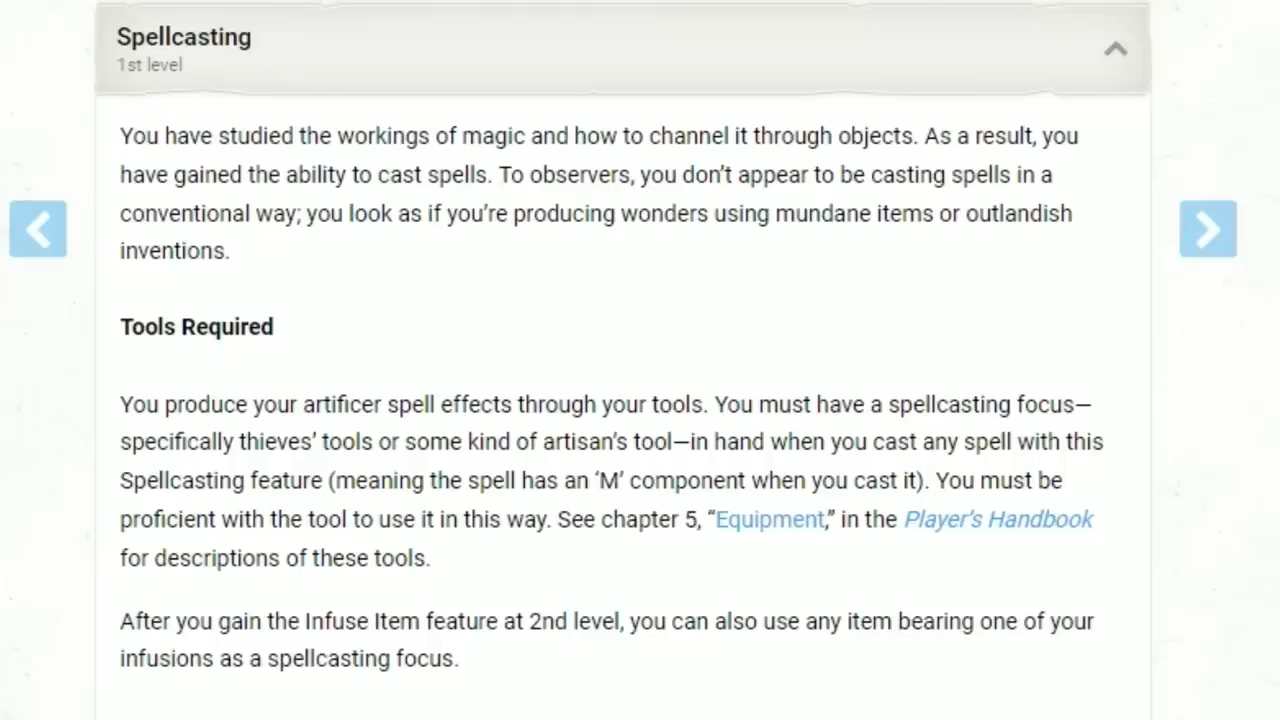 Spellcasting
1st level
You have studied the workings of magic and how to channel it through objects. As a result, you
have gained the ability to cast spells. To observers, you don’t appear to be casting spells in a
conventional way; you look as if you’re producing wonders using mundane items or outlandish
inventions.
Tools Required
You produce your artificer spell effects through your tools. You must have a spellcasting focus—
specifically thieves’ tools or some kind of artisan’s tool—in hand when you cast any spell with this
Spellcasting feature (meaning the spell has an ‘M’ component when you cast it). You must be
proficient with the tool to use it in this way. See chapter 5, “Equipment,” in the Player’s Handbook
for descriptions of these tools.
After you gain the Infuse Item feature at 2nd level, you can also use any item bearing one of your
infusions as a spellcasting focus.